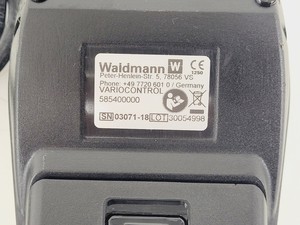 Waldmann W CE
Peter-Henlein-Str. 5, 78056 VS 1250
Phone: +49 7720 601 0 / Germany
VARIOCONTROL
585400000
SN 03071-18 LOT 30054998